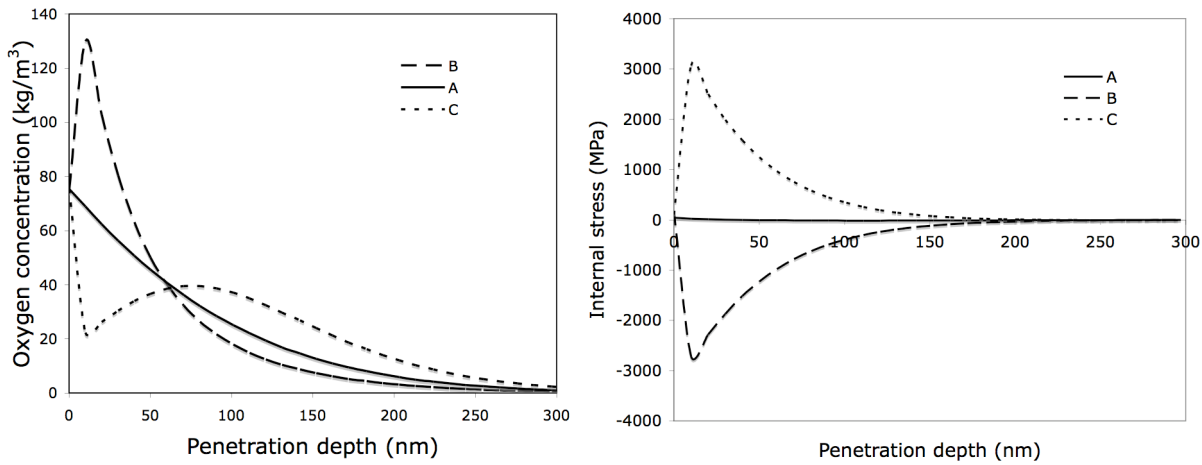 140
120
100
80
60
40
20
0
Oxygen concentration (kg/m³)
B
A
C
0 50 100 150 200 250 300
Penetration depth (nm)
4000
3000
2000
1000
0
-1000
-2000
-3000
-4000
Internal stress (MPa)
A
B
C
0 50 100 150 200 250 300
Penetration depth (nm)